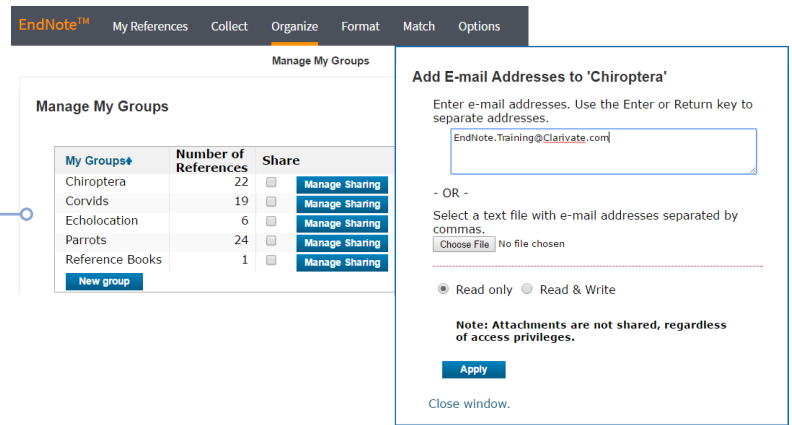 EndNote™ My References Collect Organize Format Match Options
Manage My Groups
Manage My Groups
My Groups Number of References Share
Chiroptera 22 Manage Sharing
Corvids 19 Manage Sharing
Echolocation 6 Manage Sharing
Parrots 24 Manage Sharing
Reference Books 1 Manage Sharing
New group
Add E-mail Addresses to 'Chiroptera'
Enter e-mail addresses. Use the Enter or Return key to
separate addresses.
EndNote.Training@Clarivate.com
- OR -
Select a text file with e-mail addresses separated by
commas.
Choose File No file chosen
Read only Read & Write
Note: Attachments are not shared, regardless
of access privileges.
Apply
Close window.